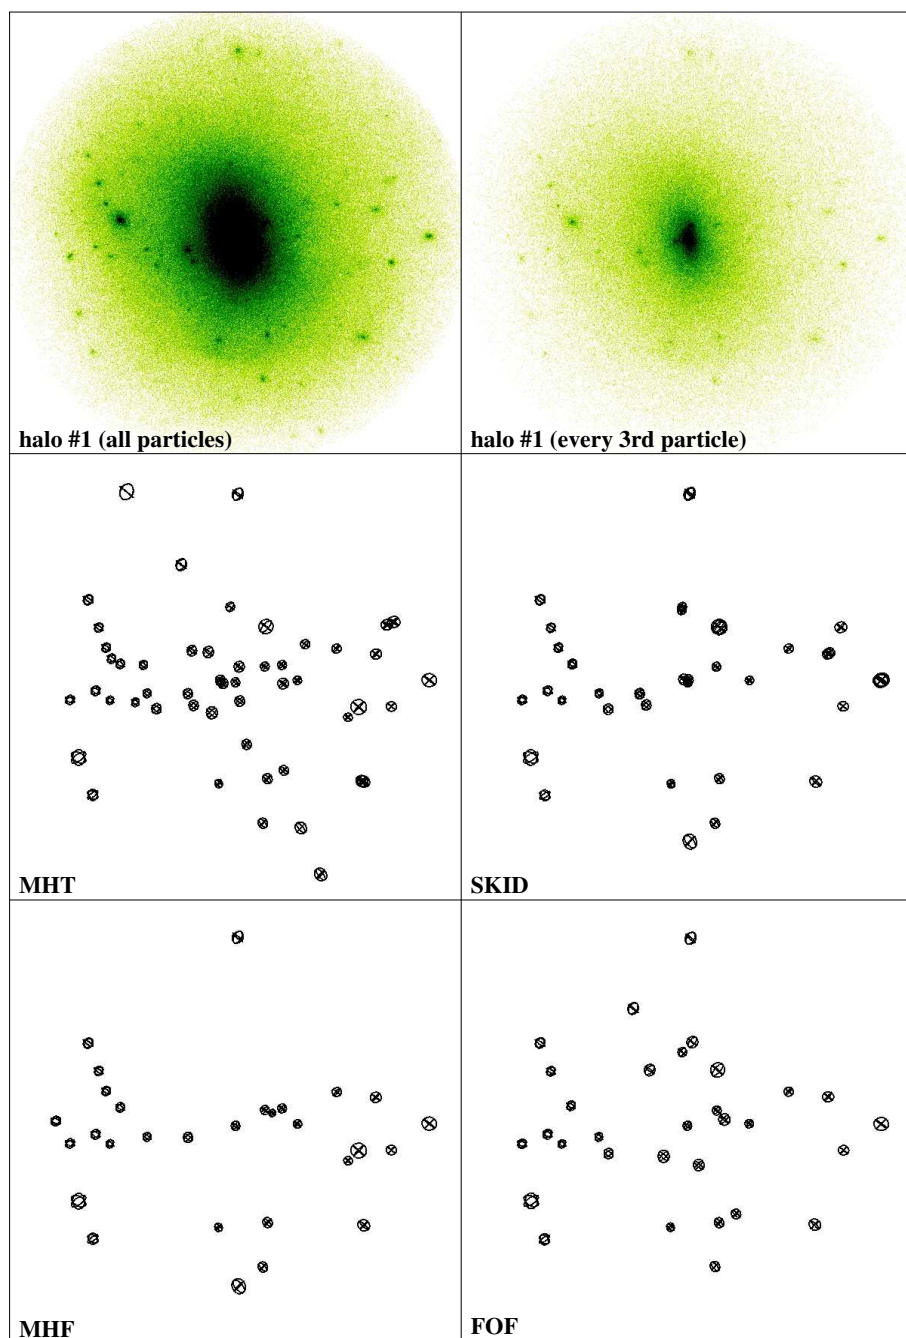 halo #1 (all particles)
halo #1 (every 3rd particle)
MHT
SKID
MHF
FOF